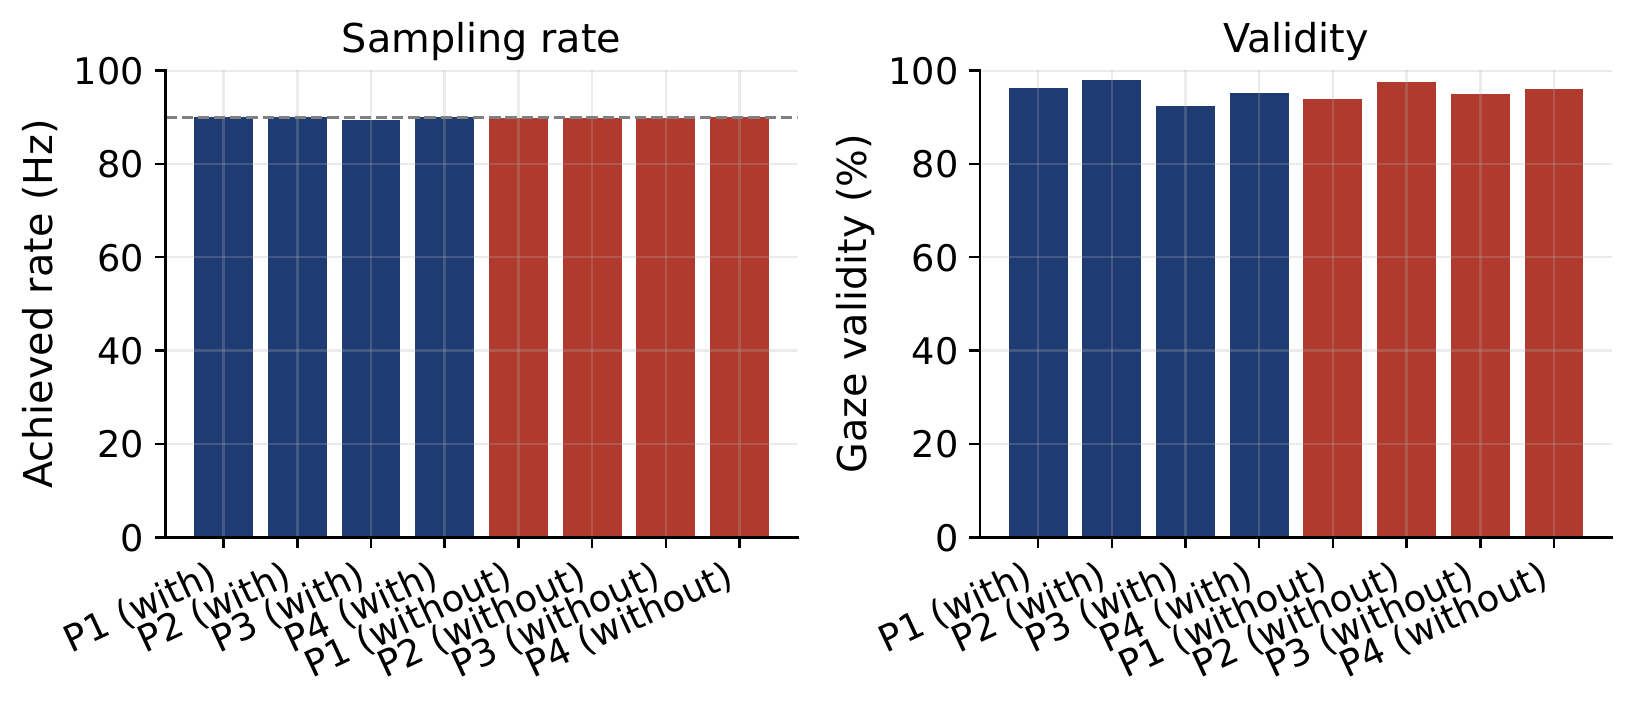 Sampling rate
Achieved rate (Hz)
100
80
60
40
20
0
P1 (with)
P2 (with)
P3 (with)
P4 (with)
P1 (without)
P2 (without)
P3 (without)
P4 (without)
Validity
Gaze validity (%)
100
80
60
40
20
0
P1 (with)
P2 (with)
P3 (with)
P4 (with)
P1 (without)
P2 (without)
P3 (without)
P4 (without)